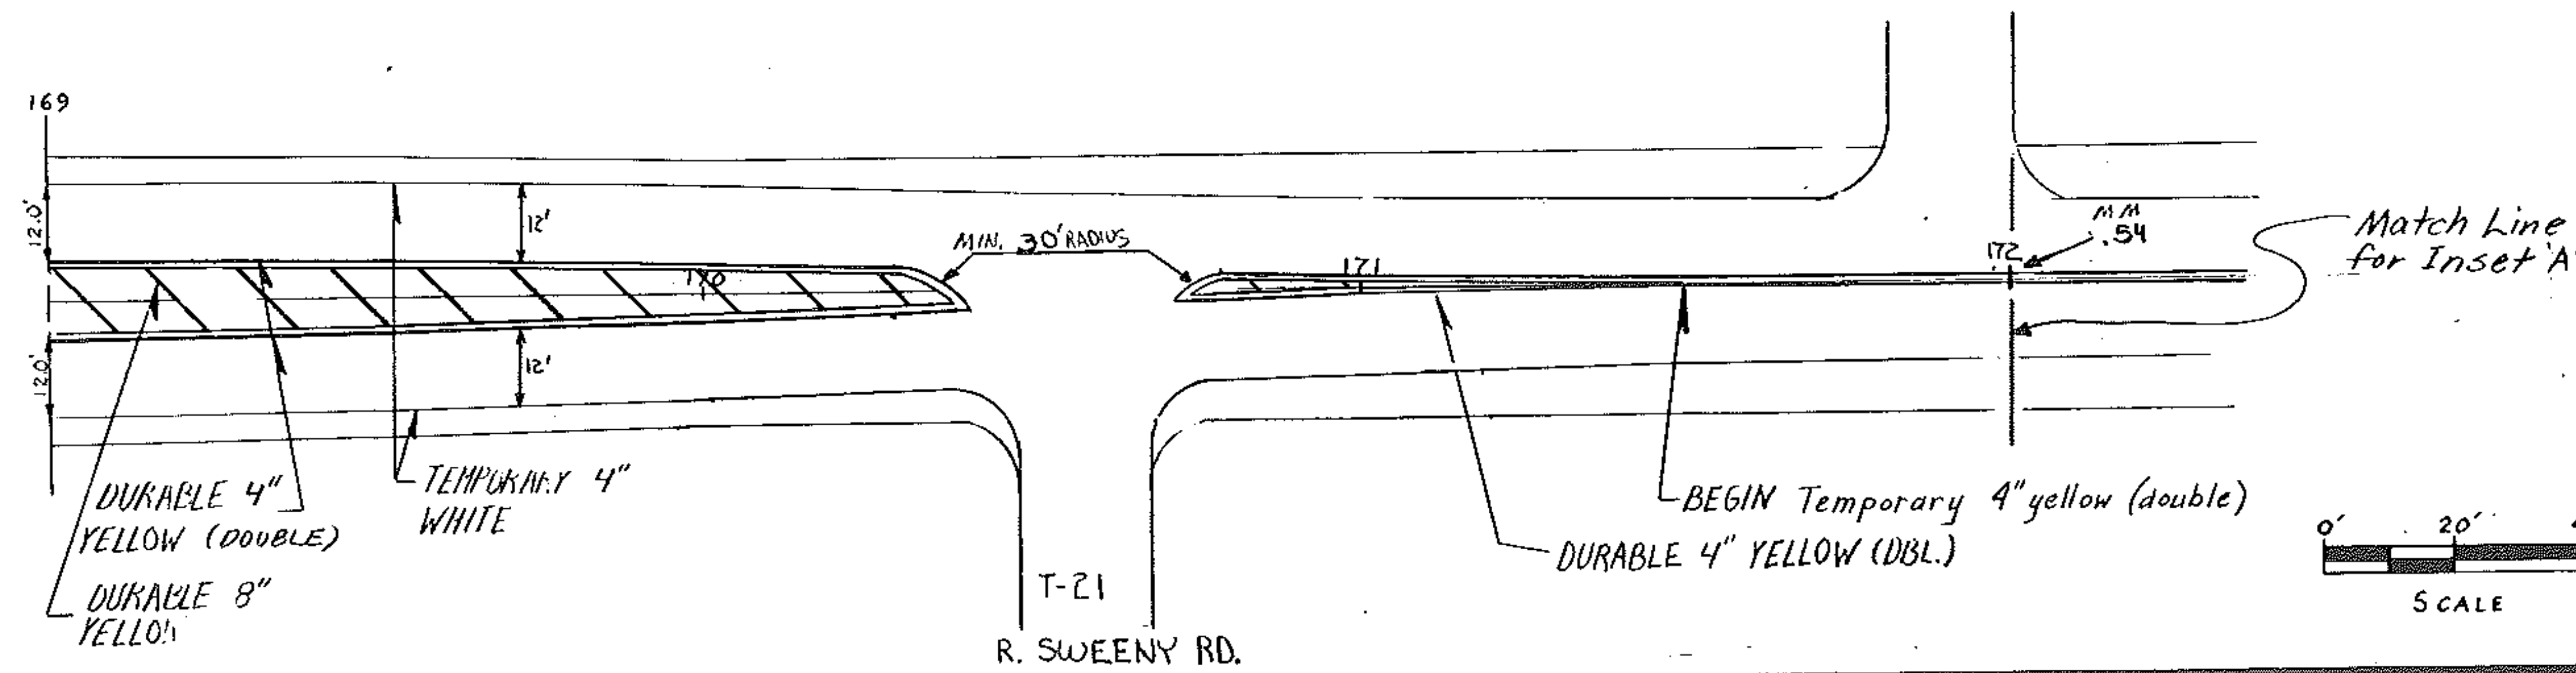 169
12.0'
12'
MIN. 30' RADIUS
170
171
172
MM
.54
Match Line
for Inset 'A'
12.0'
12'
DURABLE 4"
YELLOW (DOUBLE)
TEMPORARY 4"
WHITE
DURABLE 8"
YELLOW
BEGIN Temporary 4" yellow (double)
DURABLE 4" YELLOW (DBL.)
T-21
R. SWEENY RD.
0' 20'
SCALE